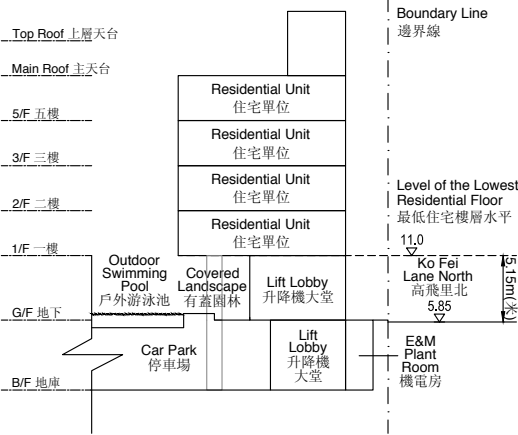 Top Roof 上層天台
Main Roof 主天台
5/F 五樓
3/F 三樓
2/F 二樓
1/F 一樓
G/F 地下
B/F 地庫
Residential Unit
住宅單位
Residential Unit
住宅單位
Residential Unit
住宅單位
Residential Unit
住宅單位
Outdoor
Swimming
Pool
戶外游泳池
Covered
Landscape
有蓋園林
Lift Lobby
升降機大堂
Car Park
停車場
Lift
Lobby
升降機
大堂
Boundary Line
邊界線
Level of the Lowest
Residential Floor
最低住宅樓層水平
11.0
Ko Fei
Lane North
高飛里北
5.85
5.15m(米)
E&M
Plant
Room
機電房